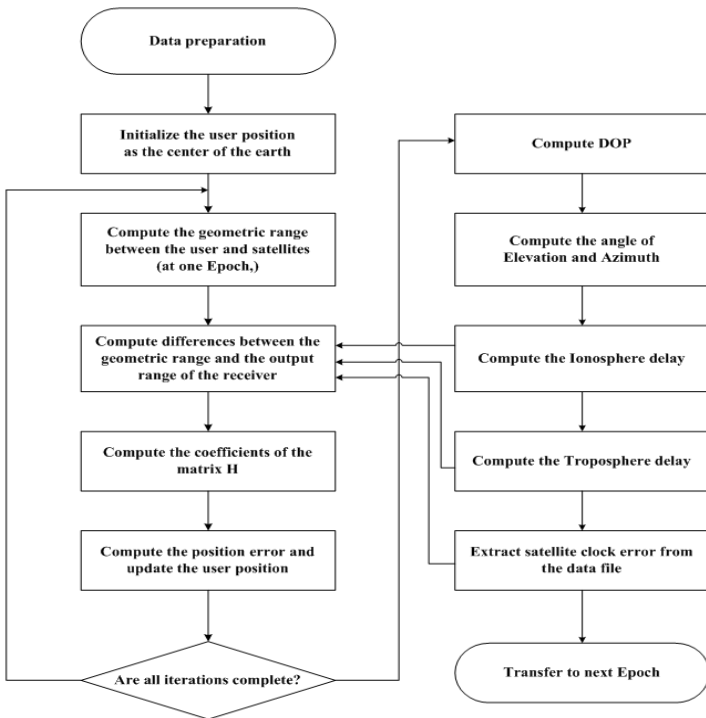 Data preparation
Initialize the user position
as the center of the earth
Compute the geometric range
between the user and satellites
(at one Epoch,)
Compute differences between the
geometric range and the output
range of the receiver
Compute the coefficients of the
matrix H
Compute the position error and
update the user position
Are all iterations complete?
Compute DOP
Compute the angle of
Elevation and Azimuth
Compute the Ionosphere delay
Compute the Troposphere delay
Extract satellite clock error from
the data file
Transfer to next Epoch